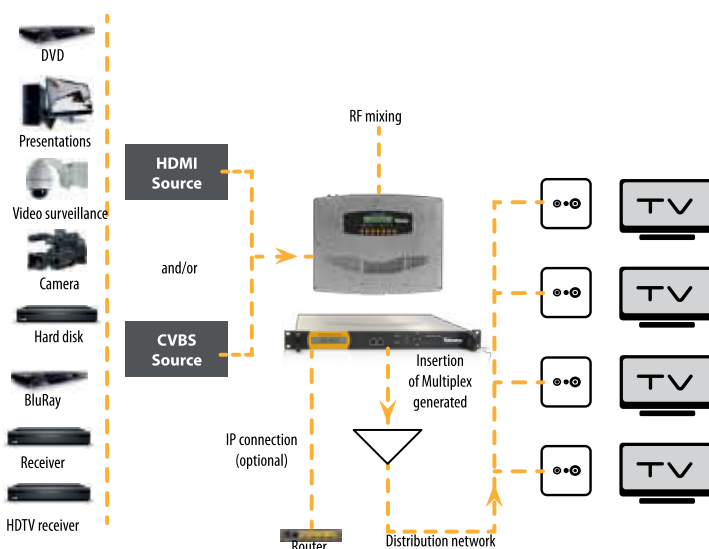 DVD
Presentations
Video surveillance
Camera
Hard disk
BluRay
Receiver
HDTV receiver
HDMI
Source
and/or
CVBS
Source
RF mixing
Insertion
of Multiplex
generated
IP connection
(optional)
Router
Distribution network
TV
TV
TV
TV